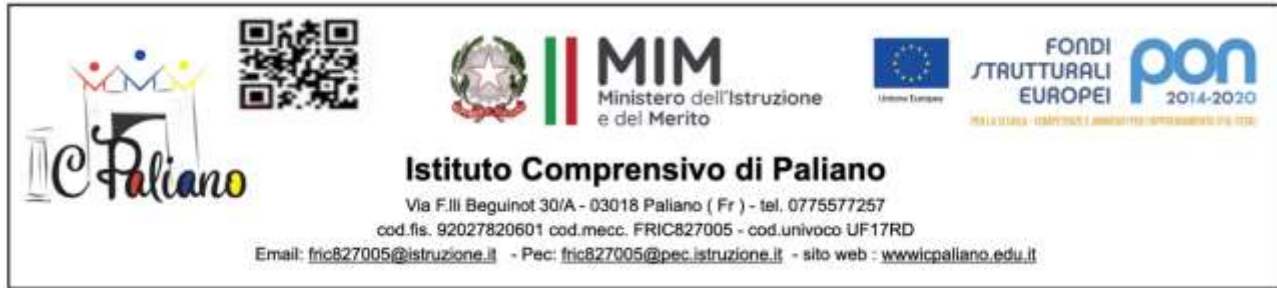 IC Paliano
MIM
Ministero dell'Istruzione
e del Merito
Unione Europea
FONDI
STRUTTURALI
EUROPEI
pon
2014-2020
Istituto Comprensivo di Paliano
Via F.lli Beguinot 30/A - 03018 Paliano ( Fr ) - tel. 0775577257
cod.fis. 92027820601 cod.mecc. FRIC827005 - cod.univoco UF17RD
Email: fric827005@istruzione.it - Pec: fric827005@pec.istruzione.it - sito web : wwwicpaliano.edu.it